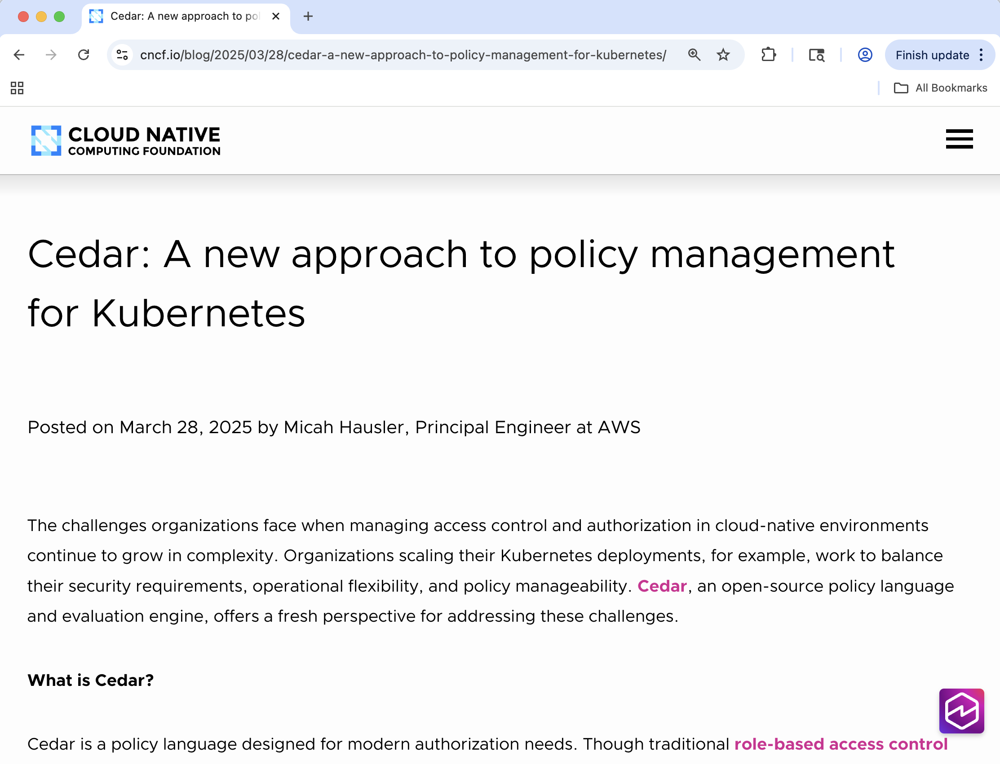 Cedar: A new approach to pol
cncf.io/blog/2025/03/28/cedar-a-new-approach-to-policy-management-for-kubernetes/
Finish update
All Bookmarks
CLOUD NATIVE
COMPUTING FOUNDATION
Cedar: A new approach to policy management
for Kubernetes
Posted on March 28, 2025 by Micah Hausler, Principal Engineer at AWS
The challenges organizations face when managing access control and authorization in cloud-native environments
continue to grow in complexity. Organizations scaling their Kubernetes deployments, for example, work to balance
their security requirements, operational flexibility, and policy manageability. Cedar, an open-source policy language
and evaluation engine, offers a fresh perspective for addressing these challenges.
What is Cedar?
Cedar is a policy language designed for modern authorization needs. Though traditional role-based access control